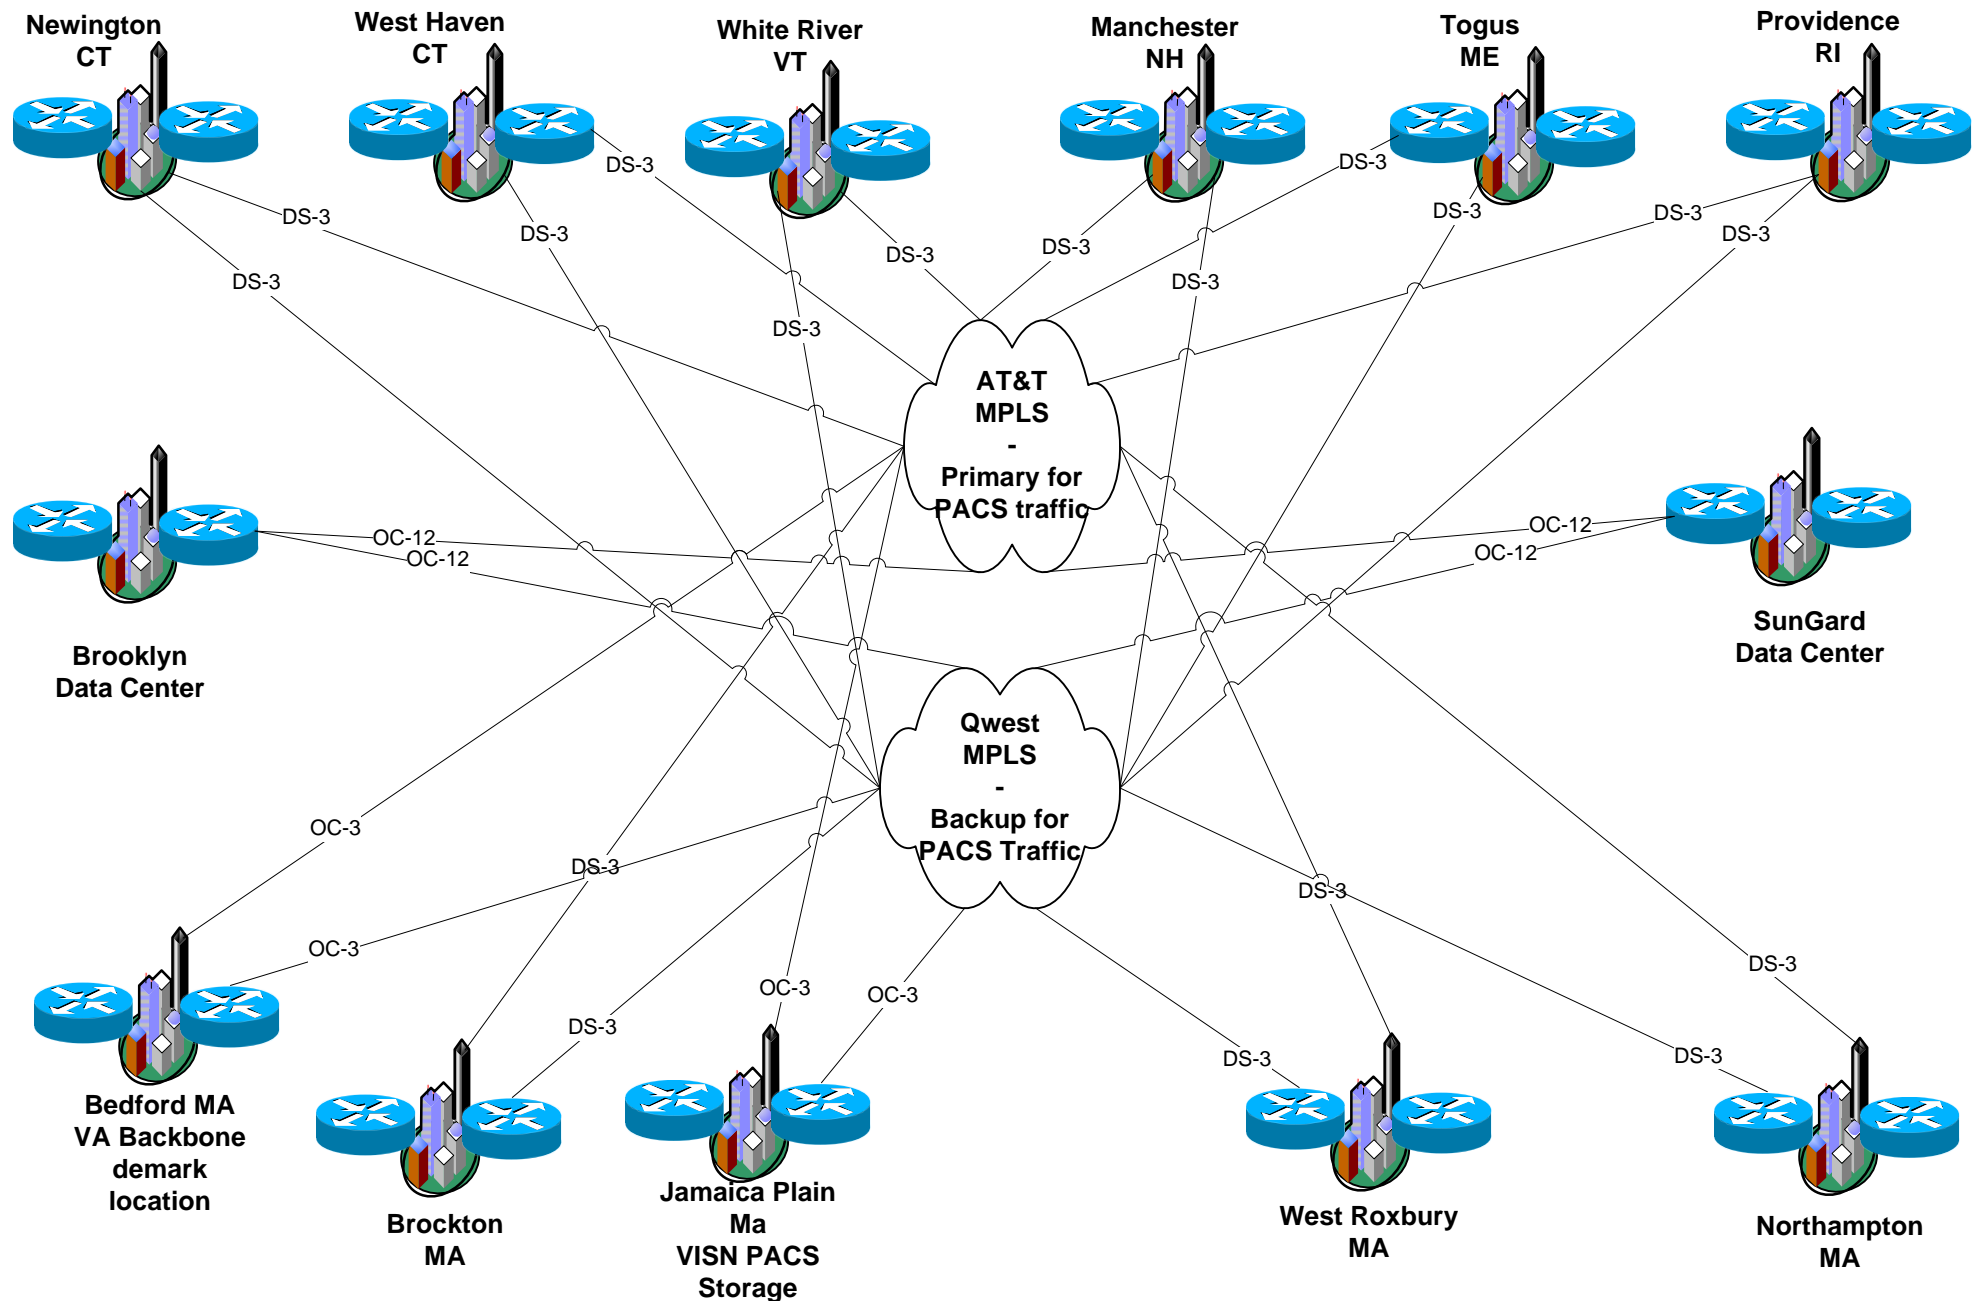 Newington
CT
West Haven
CT
White River
VT
Manchester
NH
Togus
ME
Providence
RI
DS-3
DS-3
DS-3
DS-3
DS-3
DS-3
DS-3
DS-3
DS-3
DS-3
DS-3
DS-3
AT&T
MPLS
-
Primary for
PACS traffic
OC-12
OC-12
OC-12
OC-12
Brooklyn
Data Center
SunGard
Data Center
Qwest
MPLS
-
Backup for
PACS Traffic
OC-3
DS-3
DS-3
OC-3
DS-3
OC-3
OC-3
DS-3
DS-3
DS-3
Bedford MA
VA Backbone
demark
location
Brockton
MA
Jamaica Plain
Ma
VISN PACS
Storage
West Roxbury
MA
Northampton
MA